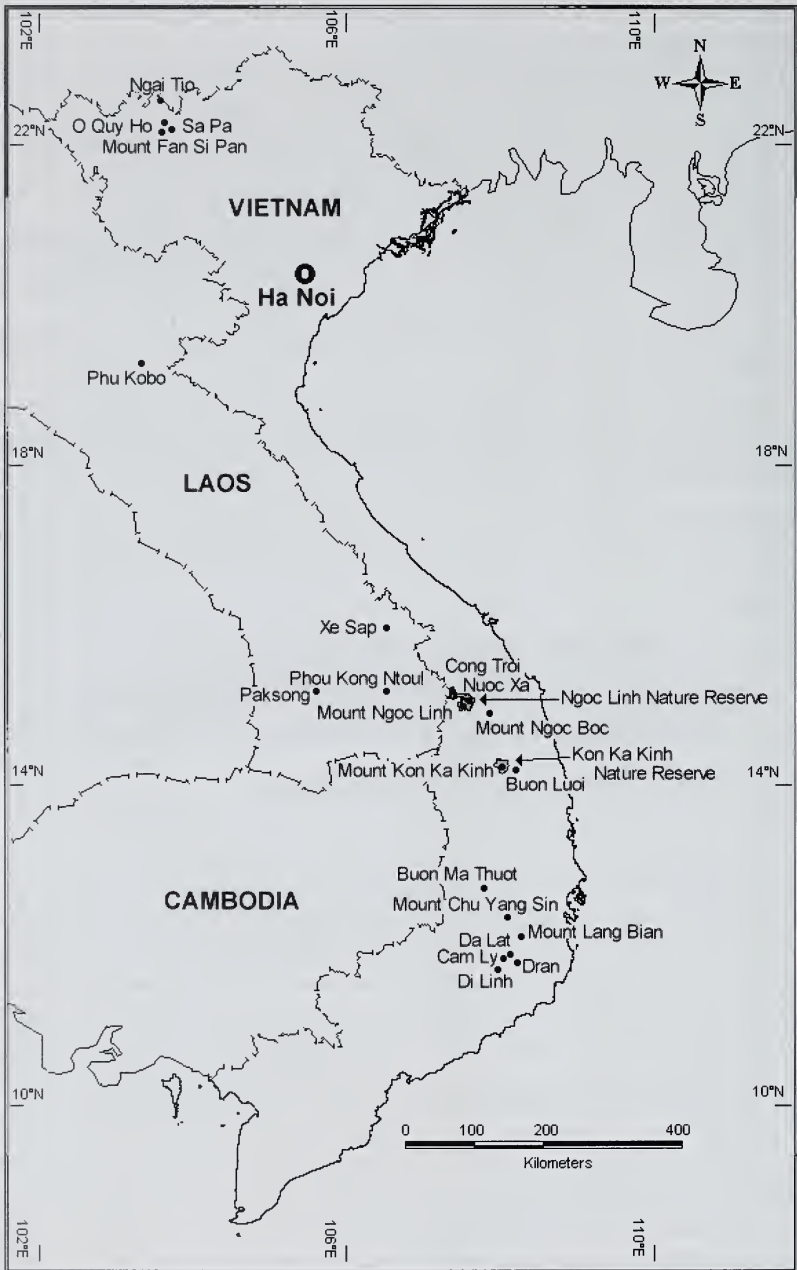 102°E
106°E
110°E
N
W E
S
Ngai Tio
O Quy Ho Sa Pa
Mount Fan Si Pan
22°N
22°N
VIETNAM
Ha Noi
Phu Kobo
18°N
18°N
LAOS
Xe Sap
Cong Troi
Phou Kong Ntoul
Nuoc Xa
Paksong
Ngoc Linh Nature Reserve
Mount Ngoc Linh
Mount Ngoc Boc
Kon Ka Kinh
Mount Kon Ka Kinh
Nature Reserve
14°N
14°N
Buon Luoi
Buon Ma Thuot
CAMBODIA
Mount Chu Yang Sin
Mount Lang Bian
Da Lat
Cam Ly
Dran
Di Linh
10°N
10°N
0 100 200 400
Kilometers
102°E
106°E
110°E